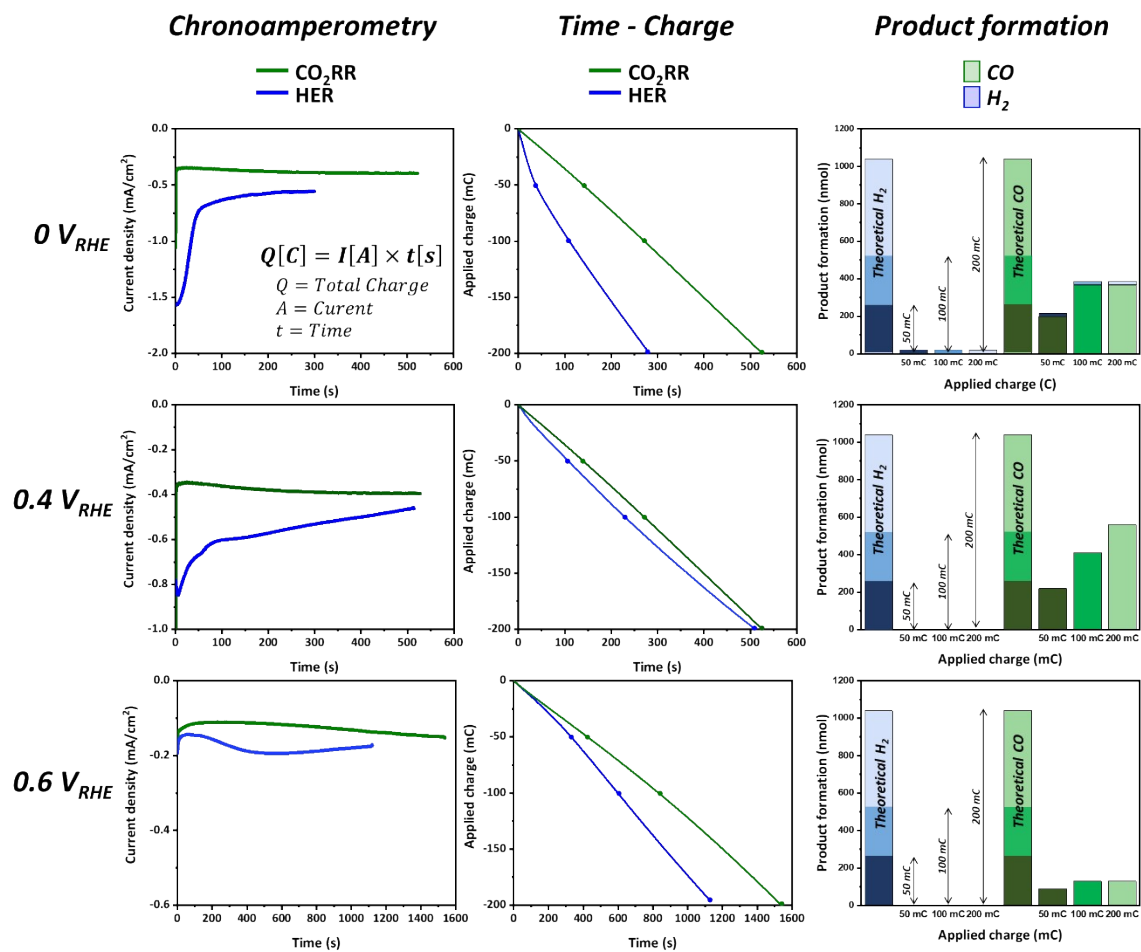 Chronoamperometry
Time - Charge
Product formation
CO2RR
HER
CO2RR
HER
CO
H2
0 VRHE
Current density (mA/cm2)
0.0
-0.5
-1.0
-1.5
-2.0
0 100 200 300 400 500 600
Time (s)
Q[C] = I[A] × t[s]
Q = Total Charge
A = Curent
t = Time
Applied charge (mC)
0
-50
-100
-150
-200
0 100 200 300 400 500 600
Time (s)
Product formation (nmol)
1200
1000
800
600
400
200
0
Theoretical H2
50 mC
100 mC
200 mC
Theoretical CO
50 mC 100 mC 200 mC 50 mC 100 mC 200 mC
Applied charge (C)
0.4 VRHE
Current density (mA/cm2)
0.0
-0.2
-0.4
-0.6
-0.8
-1.0
0 100 200 300 400 500 600
Time (s)
Applied charge (mC)
0
-50
-100
-150
-200
0 100 200 300 400 500 600
Time (s)
Product formation (nmol)
1200
1000
800
600
400
200
0
Theoretical H2
50 mC
100 mC
200 mC
Theoretical CO
50 mC 100 mC 200 mC 50 mC 100 mC 200 mC
Applied charge (mC)
0.6 VRHE
Current density (mA/cm2)
0.0
-0.2
-0.4
-0.6
0 200 400 600 800 1000 1200 1400 1600
Time (s)
Applied charge (mC)
0
-50
-100
-150
-200
0 200 400 600 800 1000 1200 1400 1600
Time (s)
Product formation (nmol)
1200
1000
800
600
400
200
0
Theoretical H2
50 mC
100 mC
200 mC
Theoretical CO
50 mC 100 mC 200 mC 50 mC 100 mC 200 mC
Applied charge (mC)